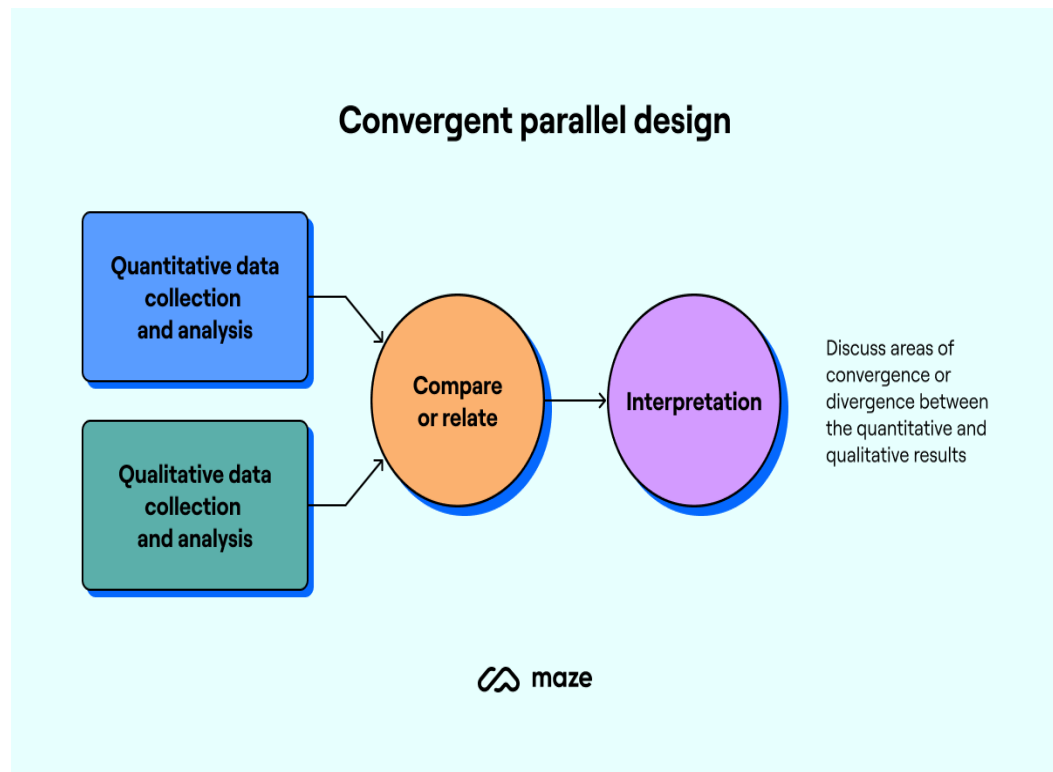 Convergent parallel design
Quantitative data
collection
and analysis
Qualitative data
collection
and analysis
Compare
or relate
Interpretation
Discuss areas of
convergence or
divergence between
the quantitative and
qualitative results
maze